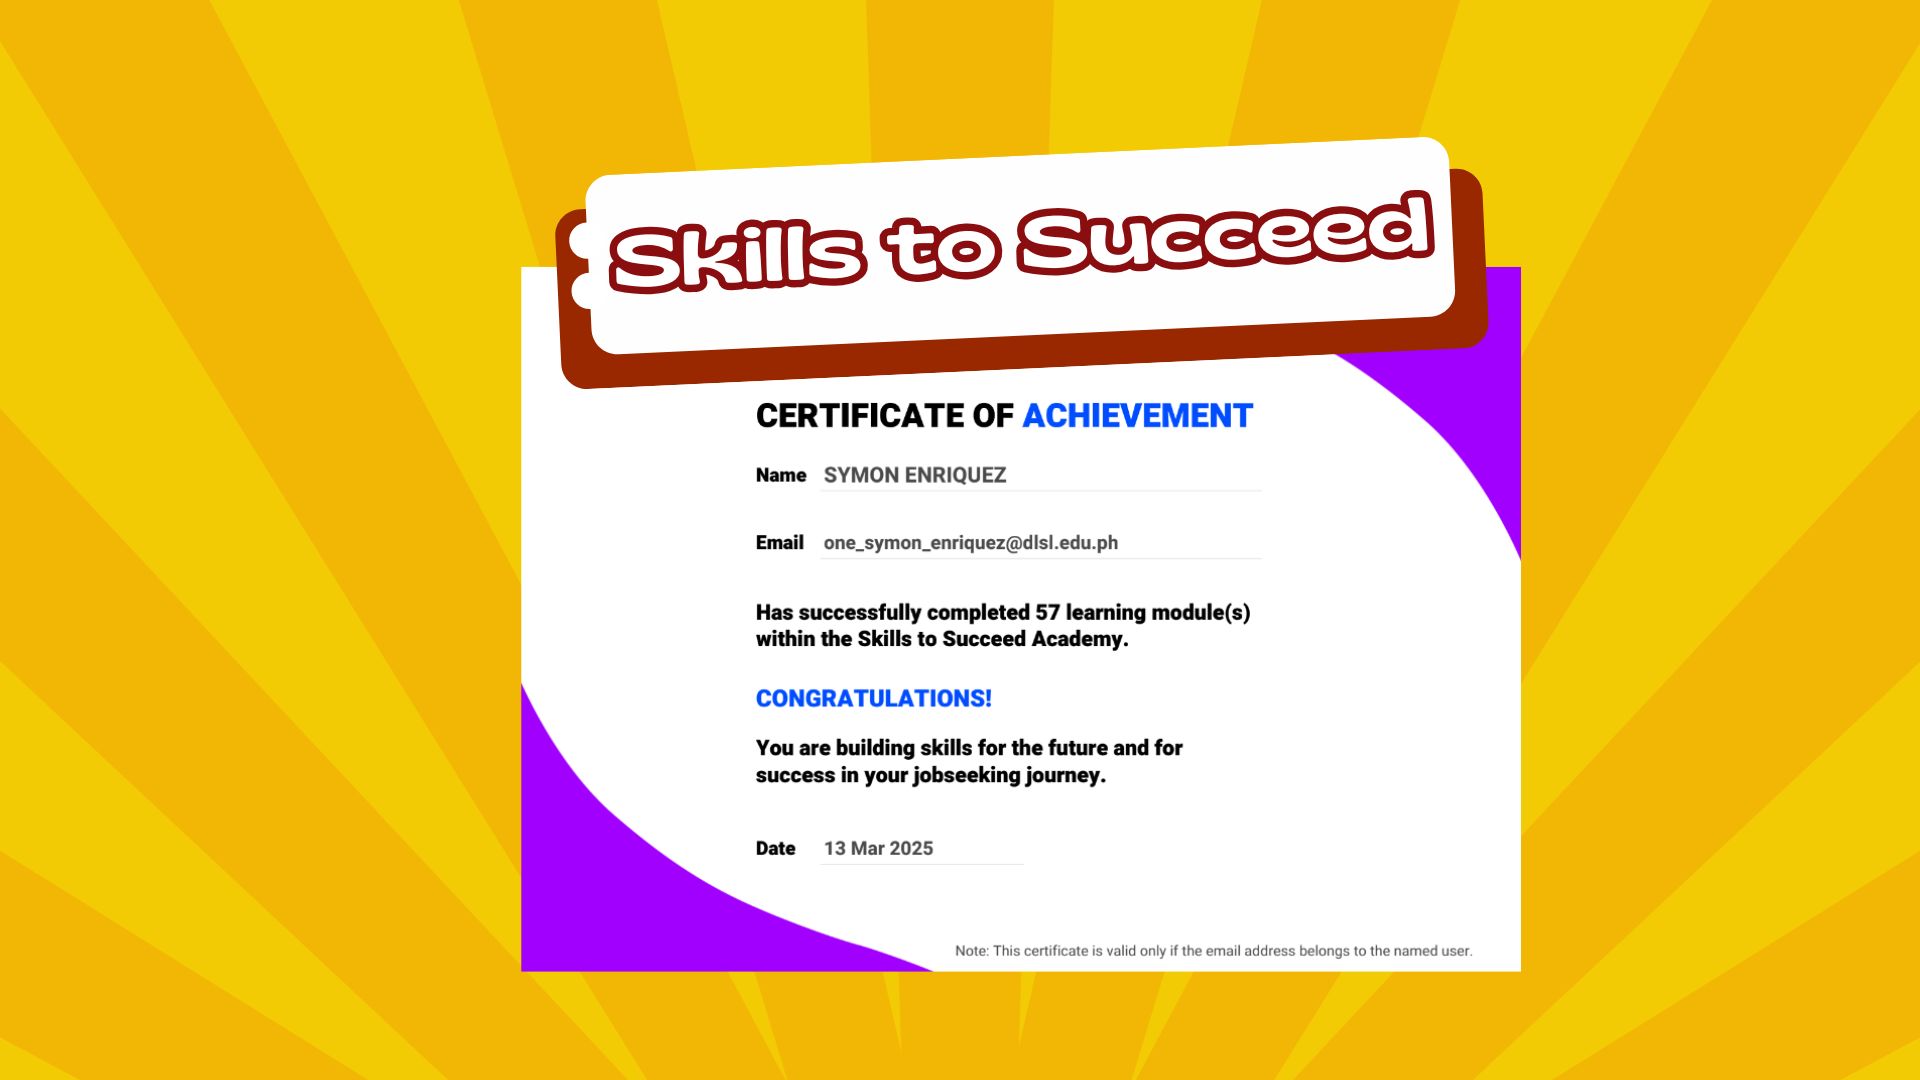 Skills to Succeed
CERTIFICATE OF ACHIEVEMENT
Name SYMON ENRIQUEZ
Email one_symon_enriquez@dlsl.edu.ph
Has successfully completed 57 learning module(s)
within the Skills to Succeed Academy.
CONGRATULATIONS!
You are building skills for the future and for
success in your jobseeking journey.
Date 13 Mar 2025
Note: This certificate is valid only if the email address belongs to the named user.